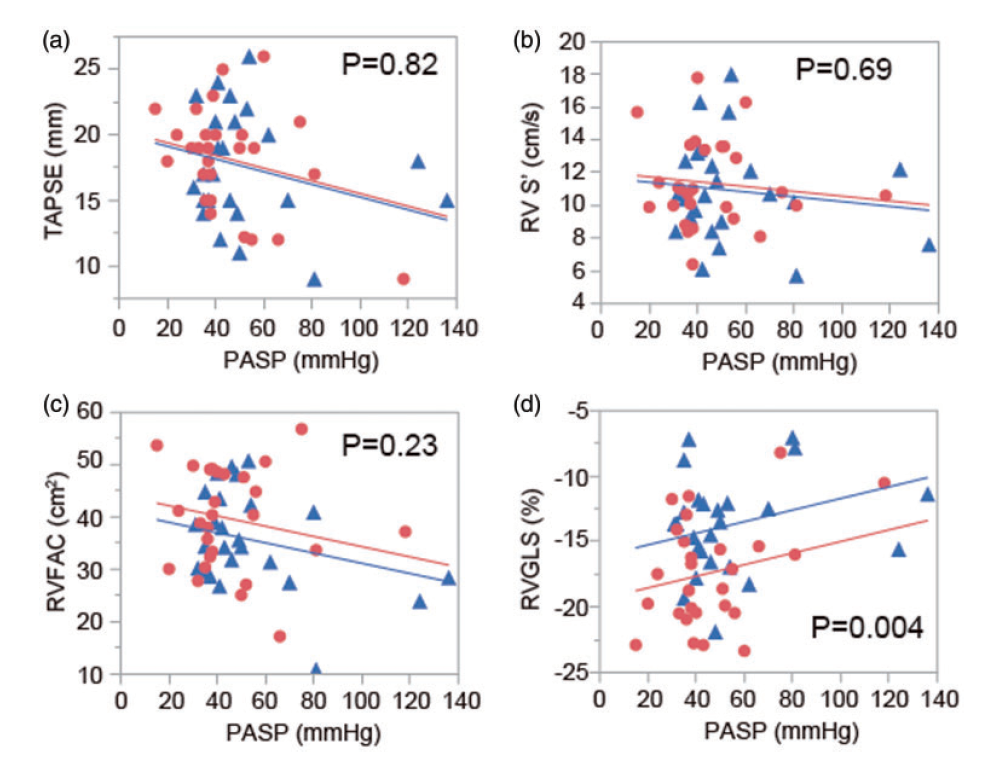 (a)
P=0.82
TAPSE (mm)
25
20
15
10
0 20 40 60 80 100 120 140
PASP (mmHg)
(b)
P=0.69
RV S' (cm/s)
20
18
16
14
12
10
8
6
4
0 20 40 60 80 100 120 140
PASP (mmHg)
(c)
P=0.23
RVFAC (cm²)
60
50
40
30
20
10
0 20 40 60 80 100 120 140
PASP (mmHg)
(d)
P=0.004
RVGLS (%)
-5
-10
-15
-20
-25
0 20 40 60 80 100 120 140
PASP (mmHg)